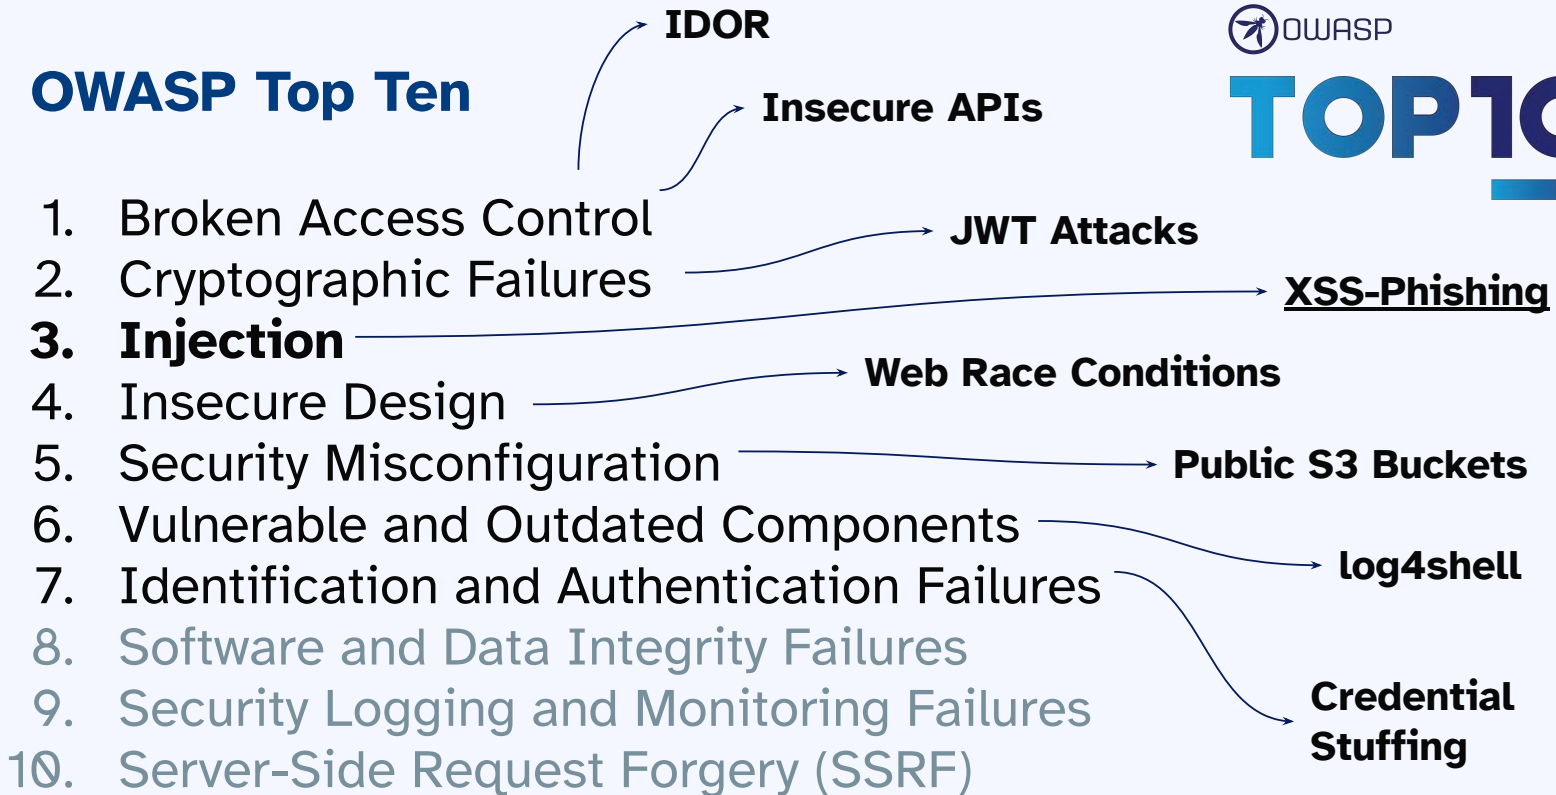 IDOR
OWASP
OWASP Top Ten
Insecure APIs
TOP10
1. Broken Access Control
JWT Attacks
2. Cryptographic Failures
XSS-Phishing
3. Injection
Web Race Conditions
4. Insecure Design
5. Security Misconfiguration
Public S3 Buckets
6. Vulnerable and Outdated Components
log4shell
7. Identification and Authentication Failures
8. Software and Data Integrity Failures
9. Security Logging and Monitoring Failures
Credential
Stuffing
10. Server-Side Request Forgery (SSRF)